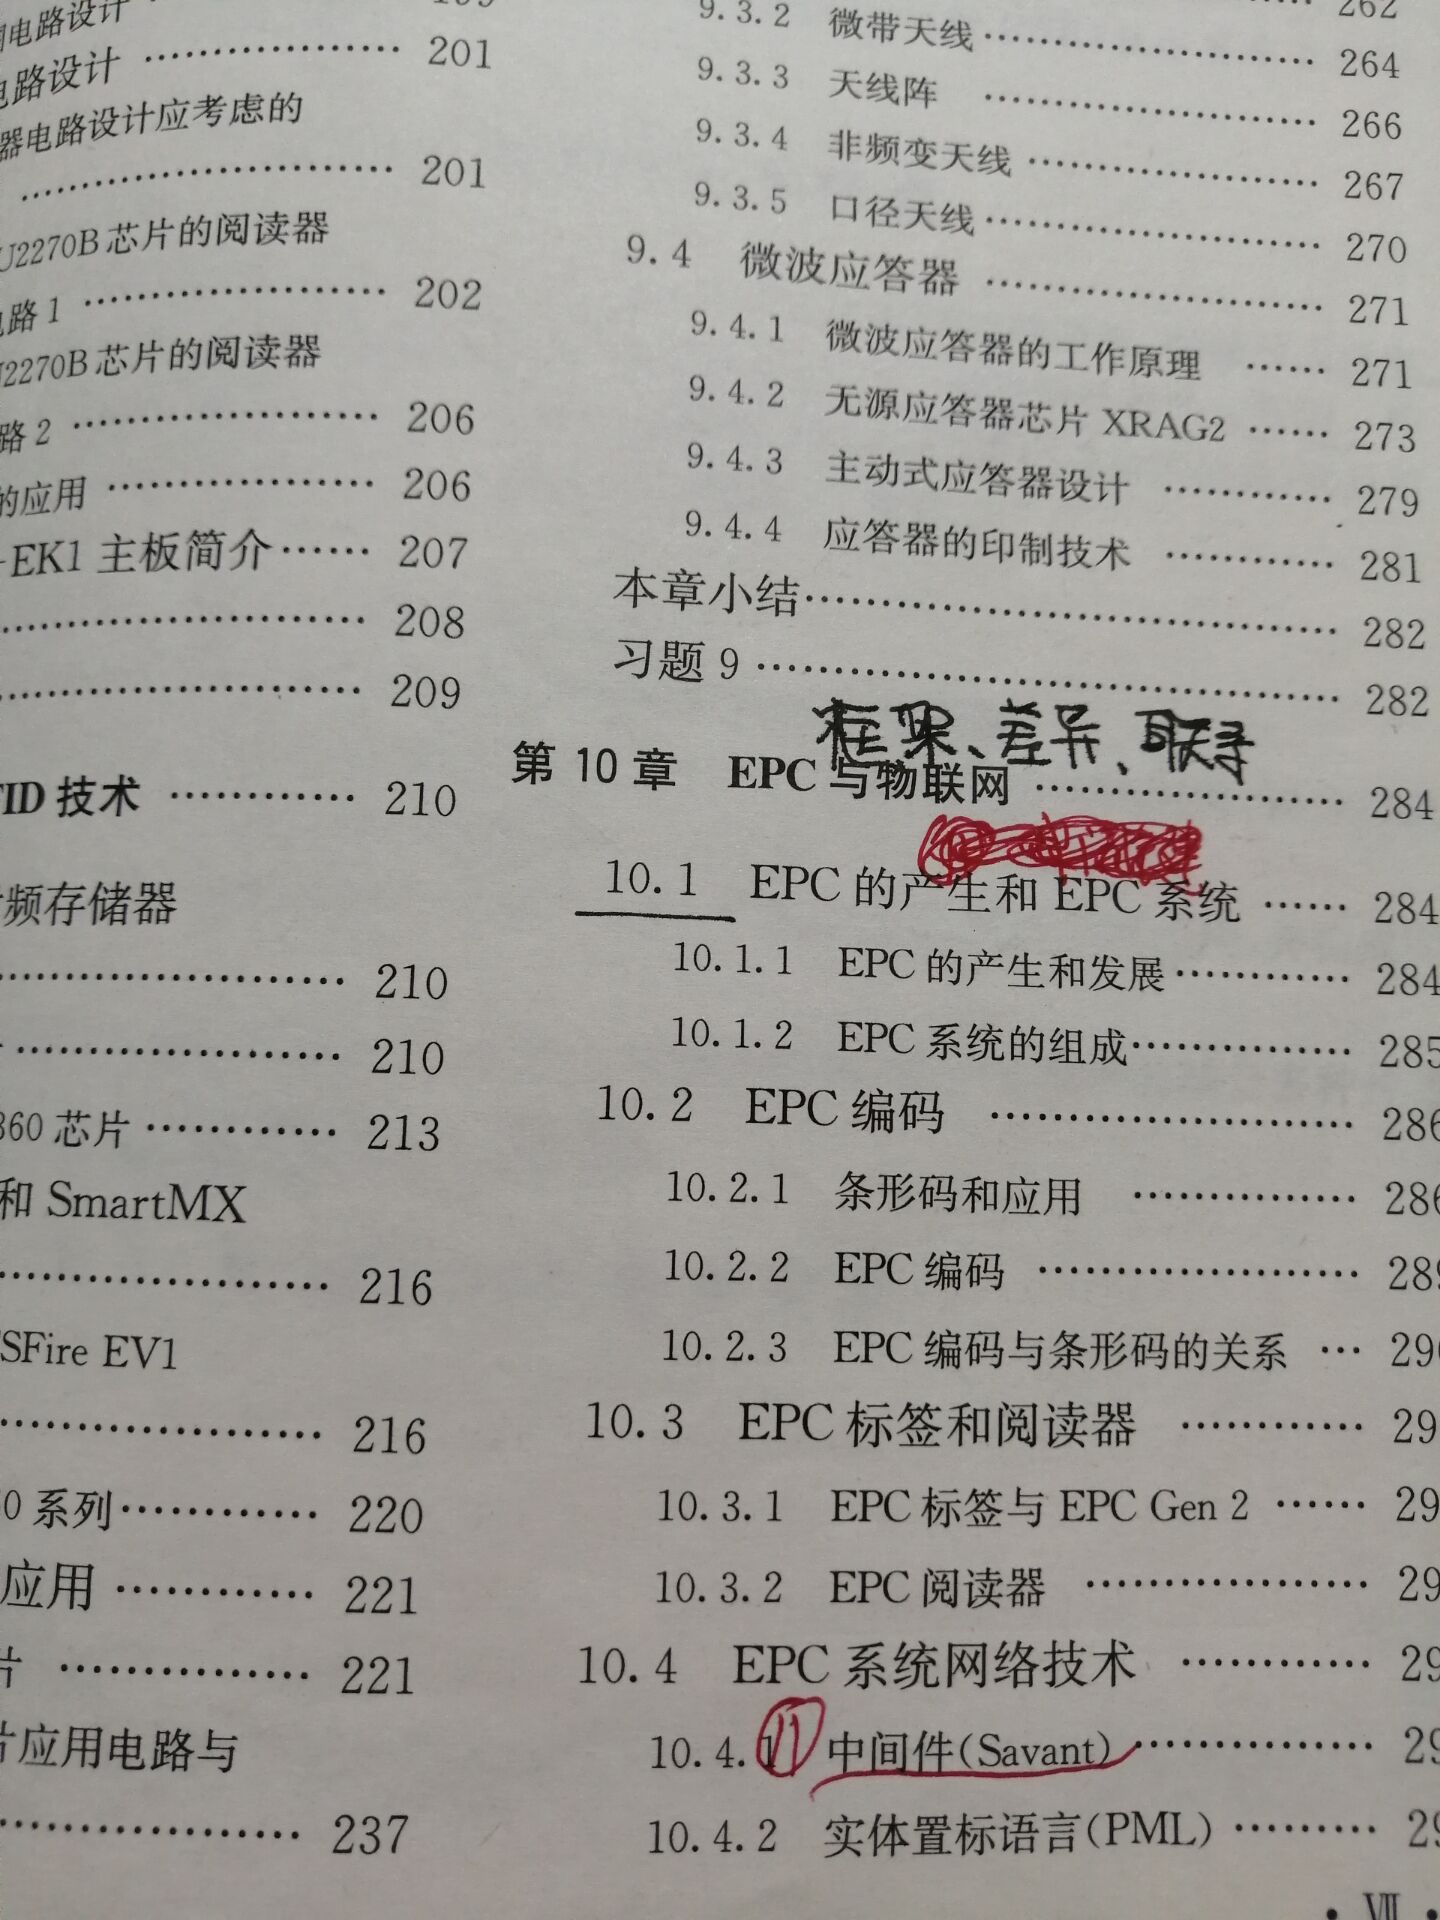 电路设计
电路设计 ……………… 201
器电路设计应考虑的
……………………… 201
U2270B 芯片的阅读器
电路 1 ………………… 202
U2270B 芯片的阅读器
路 2 ………………… 206
的应用 ……………… 206
-EK1 主板简介 …… 207
……………………… 208
……………………… 209
FID 技术 ………… 210
频存储器
……………………… 210
……………………… 210
360 芯片 ………… 213
和 SmartMX
……………………… 216
SFire EV1
……………………… 216
0 系列 ………… 220
应用 ………… 221
片 ……………… 221
片应用电路与
……………………… 237
262
9.3.2 微带天线 ……………… 264
9.3.3 天线阵 ……………… 266
9.3.4 非频变天线 ……………… 267
9.3.5 口径天线 ……………… 270
9.4 微波应答器 ……………… 271
9.4.1 微波应答器的工作原理 …… 271
9.4.2 无源应答器芯片 XRAG2 …… 273
9.4.3 主动式应答器设计 ………… 279
9.4.4 应答器的印制技术 ………… 281
本章小结 …………………………… 282
习题 9 …………………………… 282
框架、差异、联系
第 10 章 EPC 与物联网 ……………… 284
10.1 EPC 的产生和 EPC 系统 …… 284
10.1.1 EPC 的产生和发展 ………… 284
10.1.2 EPC 系统的组成 ………… 285
10.2 EPC 编码 ……………… 286
10.2.1 条形码和应用 ………… 286
10.2.2 EPC 编码 ……………… 289
10.2.3 EPC 编码与条形码的关系 … 290
10.3 EPC 标签和阅读器 ………… 29
10.3.1 EPC 标签与 EPC Gen 2 …… 29
10.3.2 EPC 阅读器 ……………… 29
10.4 EPC 系统网络技术 ………… 29
10.4.1 中间件(Savant) ………… 29
10.4.2 实体置标语言(PML) ……… 29
• Ⅶ •